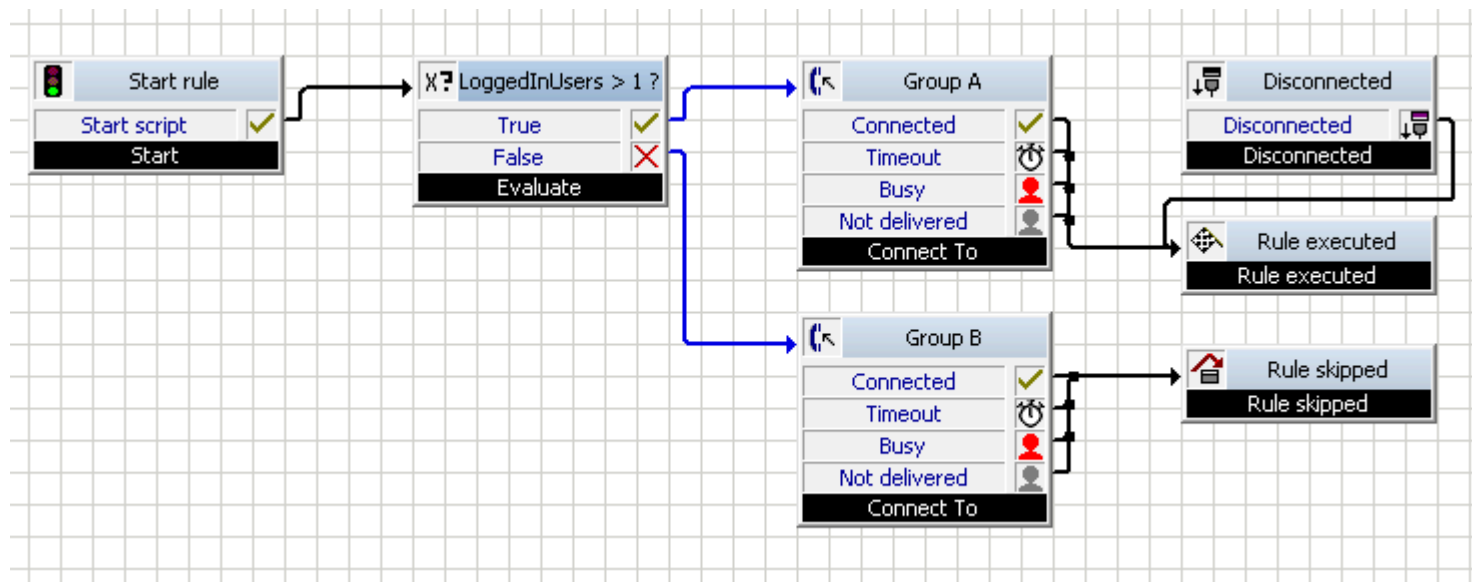 Start rule
Start script
Start
X? LoggedInUsers > 1 ?
True
False
Evaluate
Group A
Connected
Timeout
Busy
Not delivered
Connect To
Disconnected
Disconnected
Disconnected
Rule executed
Rule executed
Group B
Connected
Timeout
Busy
Not delivered
Connect To
Rule skipped
Rule skipped